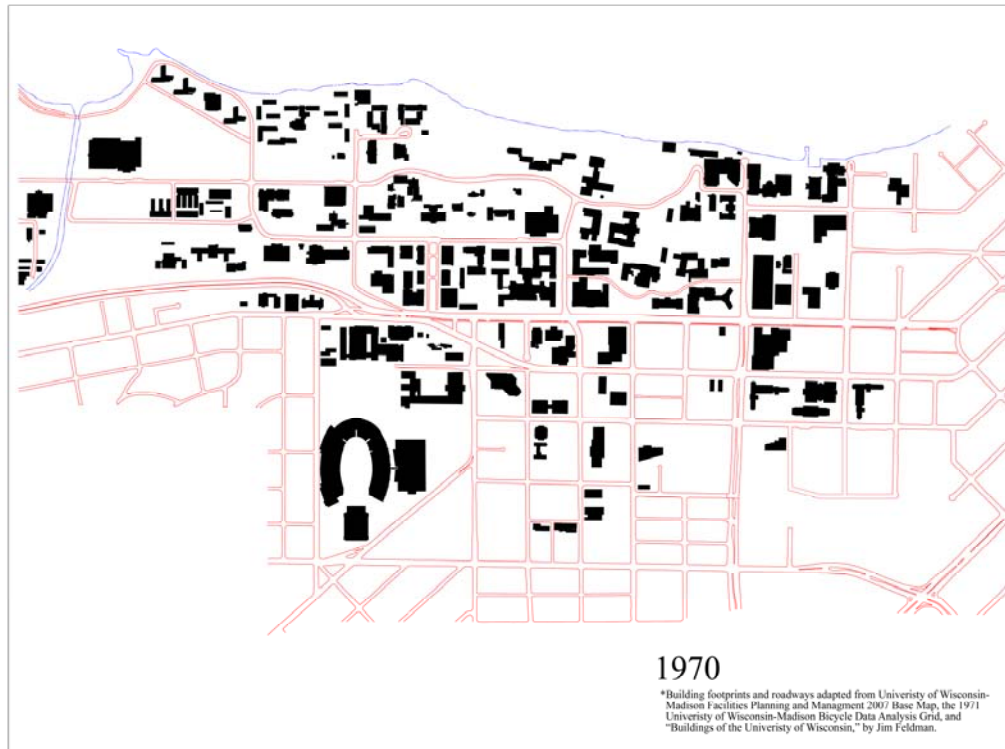 1970
*Building footprints and roadways adapted from Univeristy of Wisconsin-
Madison Facilities Planning and Managment 2007 Base Map, the 1971
Univeristy of Wisconsin-Madison Bicycle Data Analysis Grid, and
“Buildings of the Univeristy of Wisconsin,” by Jim Feldman.